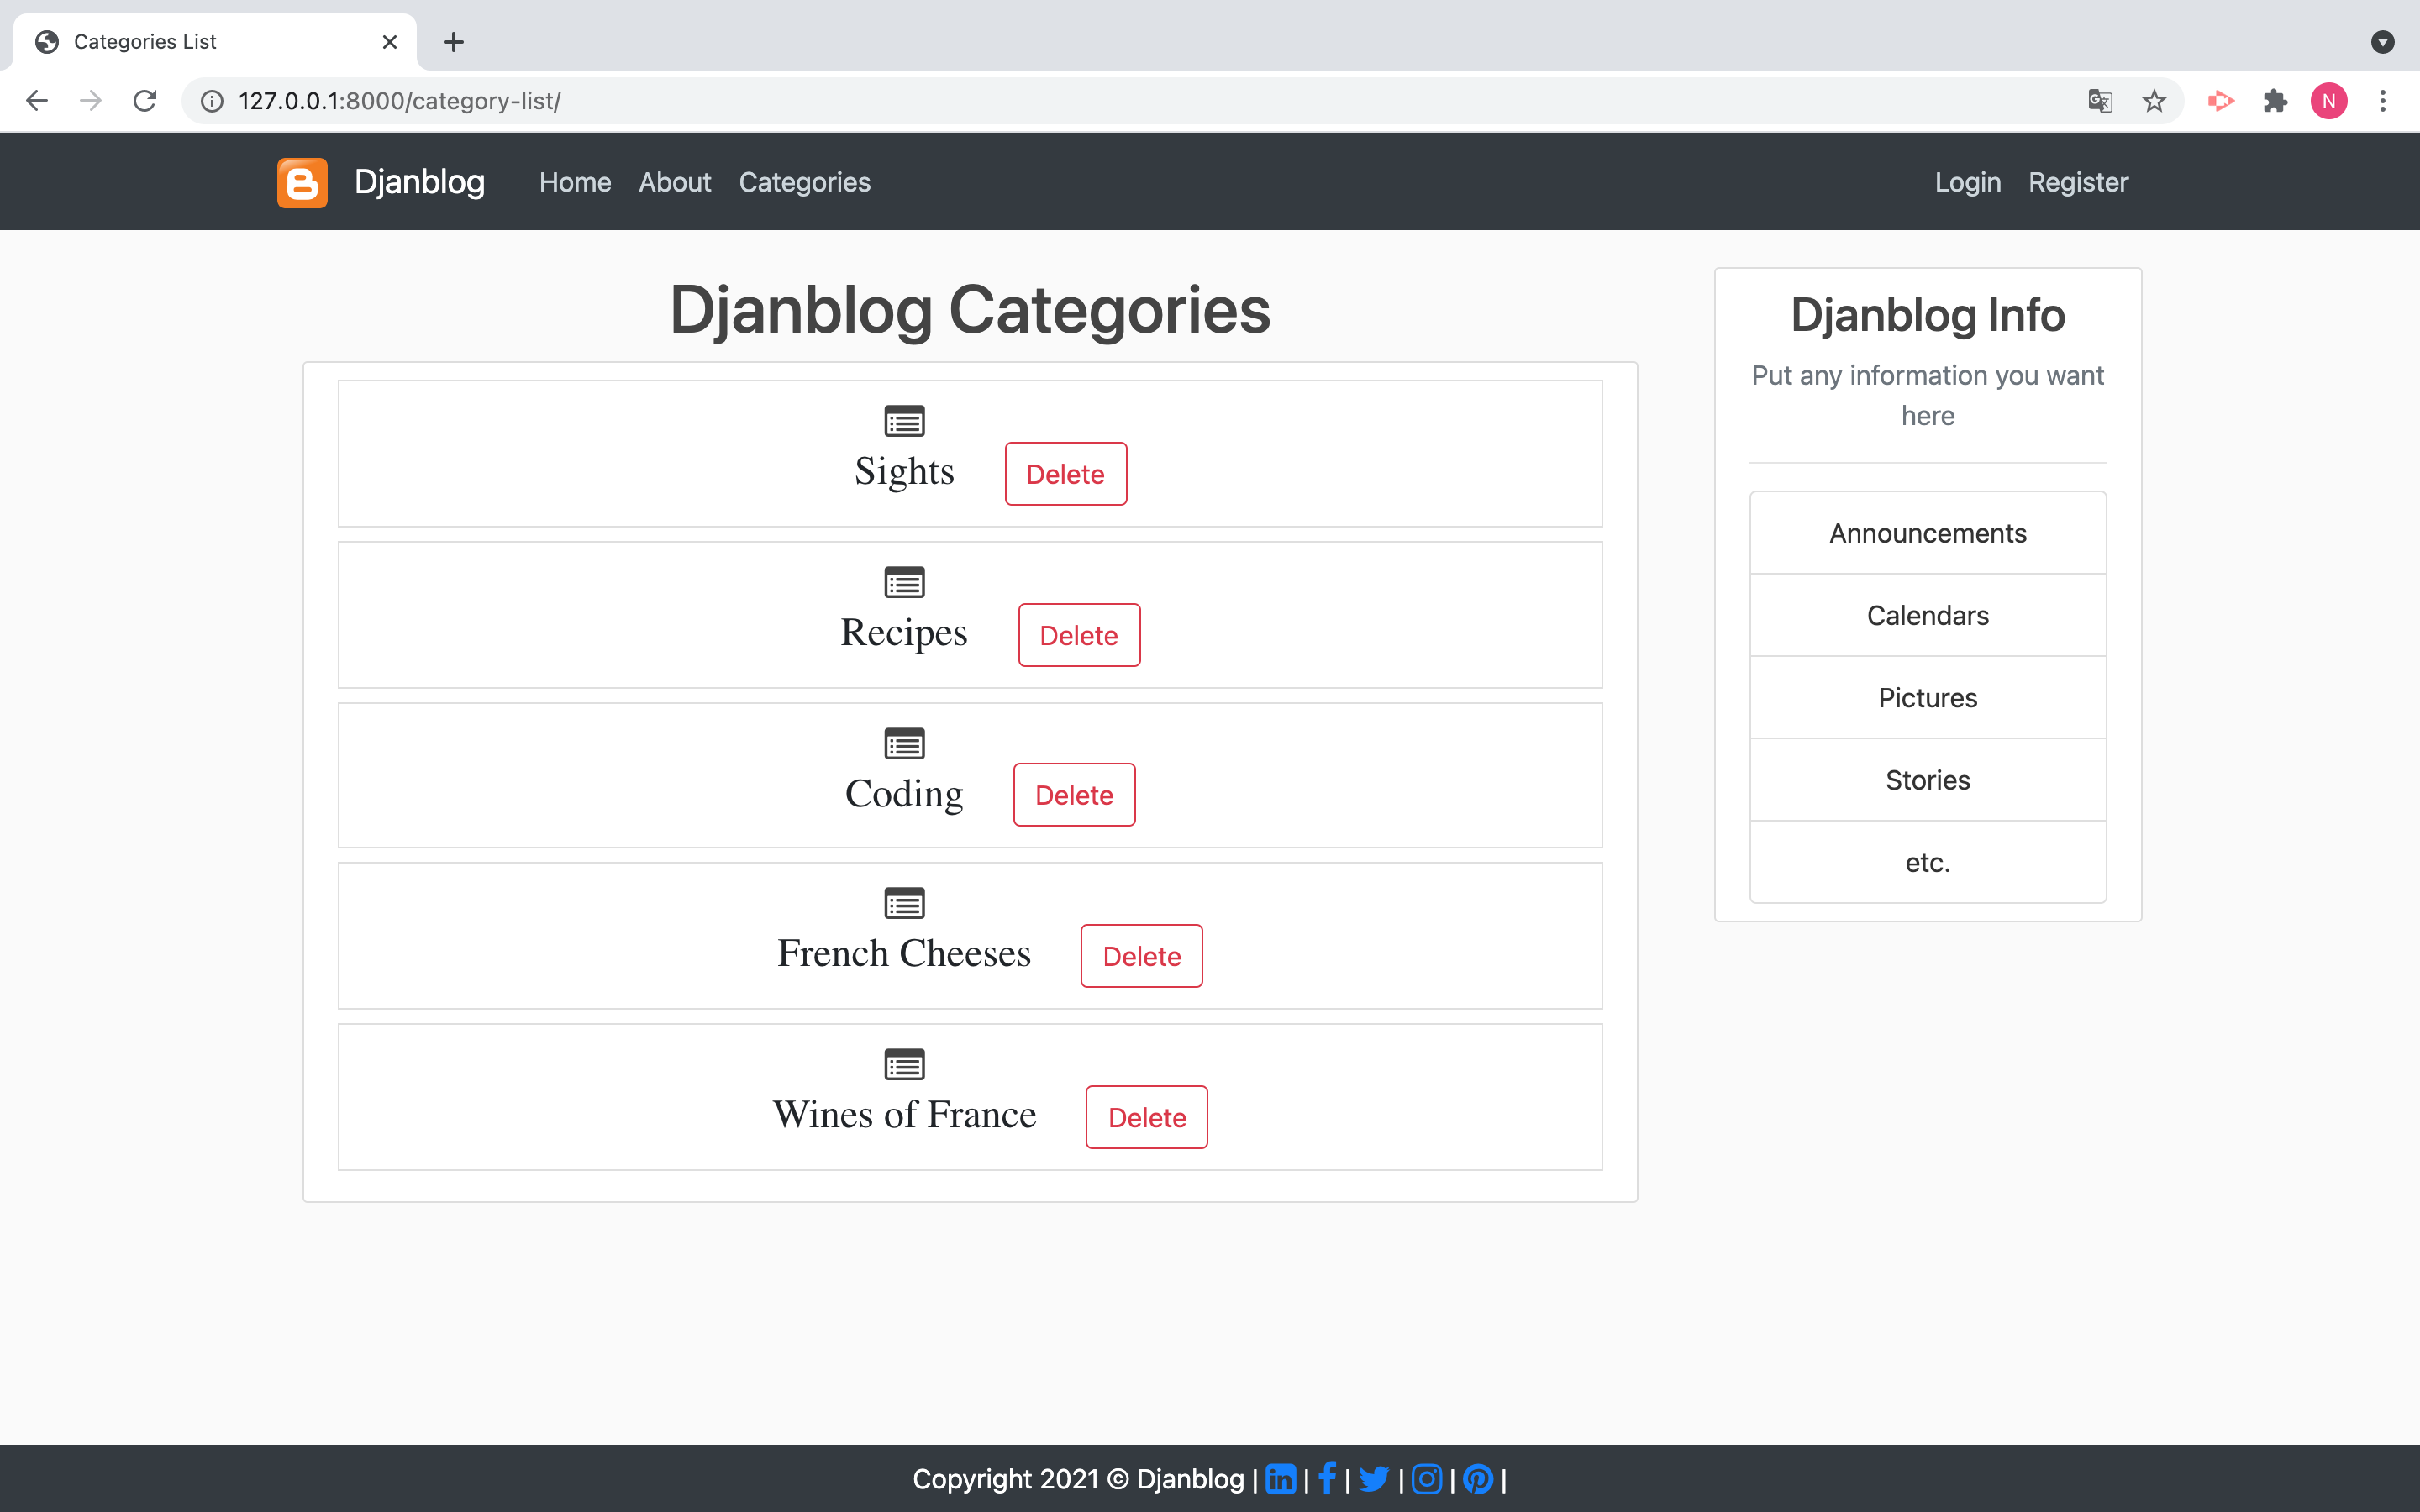 Categories List
127.0.0.1:8000/category-list/
N
Djanblog Home About Categories Login Register
Djanblog Categories
Sights Delete
Recipes Delete
Coding Delete
French Cheeses Delete
Wines of France Delete
Djanblog Info
Put any information you want
here
Announcements
Calendars
Pictures
Stories
etc.
Copyright 2021 © Djanblog | | | | | |